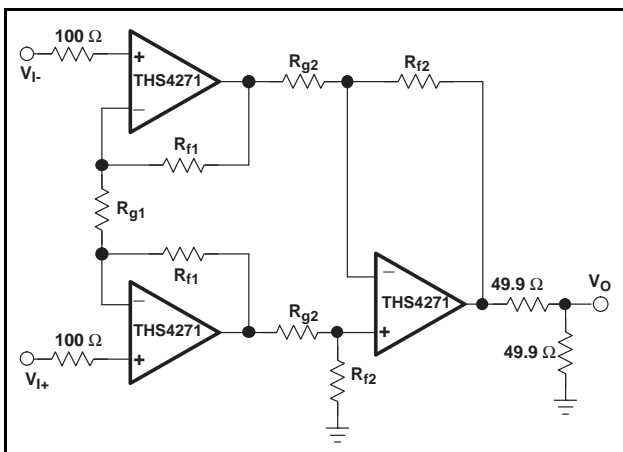 100 Ω
V_I-
+
THS4271
−
R_g2
R_f2
R_f1
R_g1
R_f1
−
THS4271
+
100 Ω
V_I+
R_g2
R_f2
−
THS4271
+
49.9 Ω
V_O
49.9 Ω